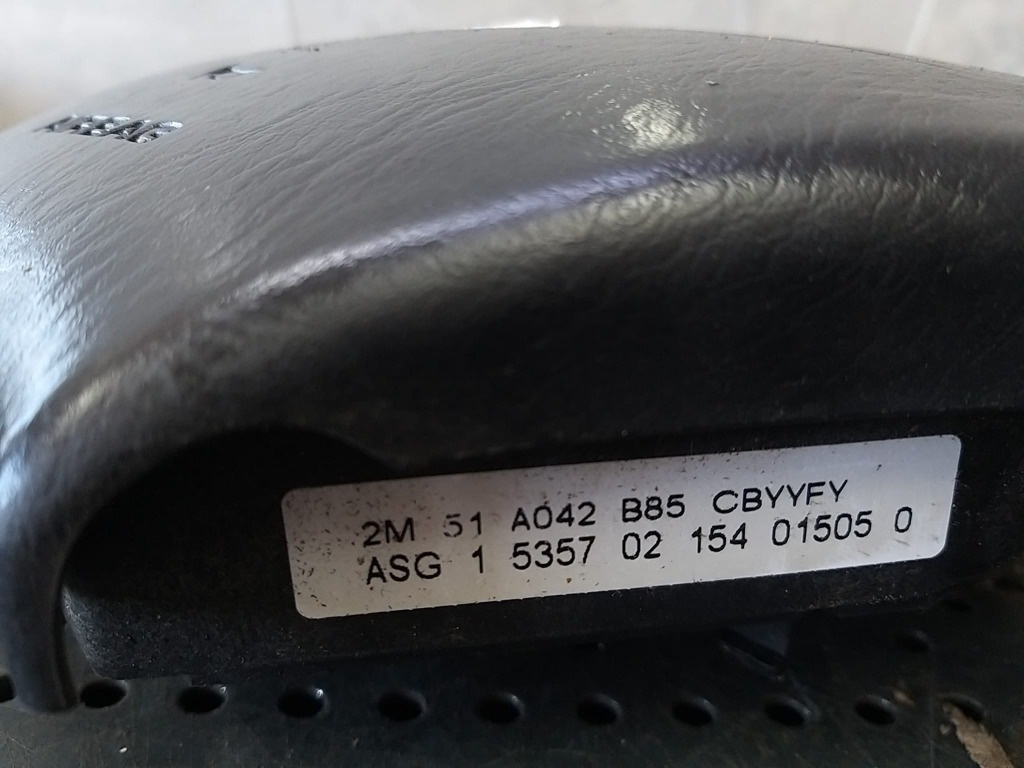 2M 51 A042 B85 CBYYFY
ASG 1 5357 02 154 01505 0